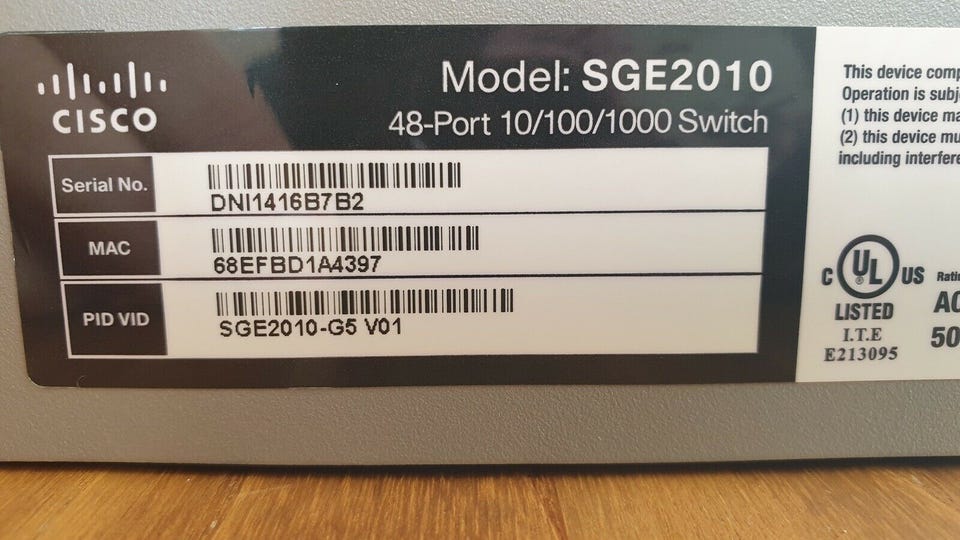 CISCO
Model: SGE2010
48-Port 10/100/1000 Switch
Serial No.
DNI1416B7B2
MAC
68EFBD1A4397
PID VID
SGE2010-G5 V01
This device comp
Operation is subj
(1) this device ma
(2) this device mu
including interfere
C UL US
®
LISTED
I.T.E
E213095
Ratin
AC
50